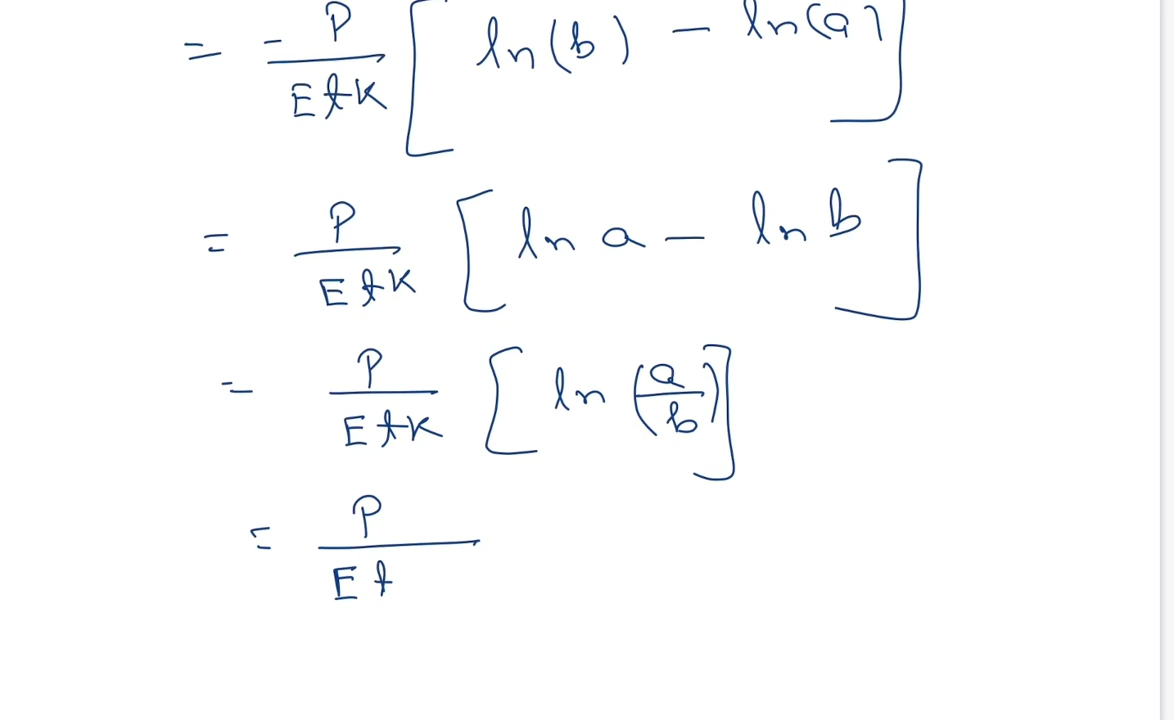 = - P/EtK [ ln(b) - ln(a) ]
= P/EtK [ ln a - ln b ]
= P/EtK [ ln (a/b) ]
= P/Et